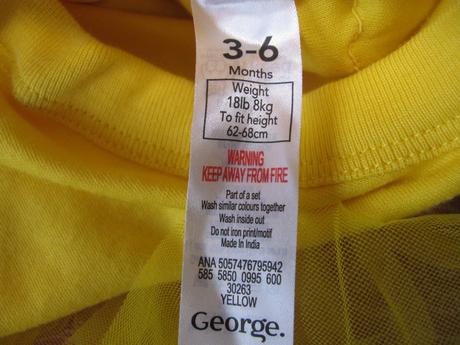 3-6
Months
Weight
18lb 8kg
To fit height
62-68cm
WARNING
KEEP AWAY FROM FIRE
Part of a set
Wash similar colours together
Wash inside out
Do not iron print/motif
Made In India
ANA 5057476795942
585 5850 0995 600
30263
YELLOW
George.